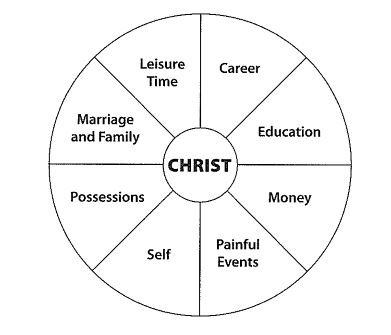 Leisure
Time
Career
Marriage
and Family
Education
CHRIST
Possessions
Money
Self
Painful
Events